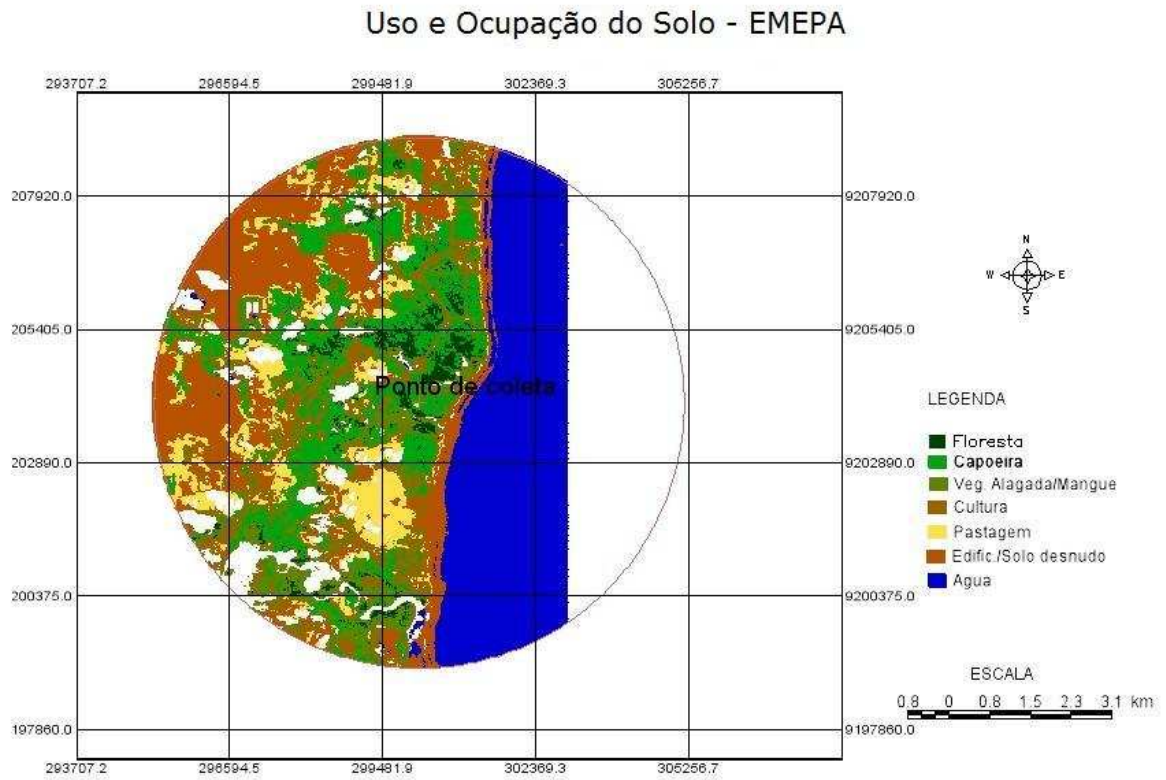 Uso e Ocupação do Solo - EMEPA
293707.2 296594.5 299481.9 302369.3 305256.7
207920.0 9207920.0
205405.0 9205405.0
Ponto de coleta
202890.0 9202890.0
200375.0 9200375.0
197860.0 9197860.0
293707.2 296594.5 299481.9 302369.3 305256.7
N
W E
S
LEGENDA
Floresta
Capoeira
Veg. Alagada/Mangue
Cultura
Pastagem
Edific./Solo desnudo
Agua
ESCALA
0.8 0 0.8 1.5 2.3 3.1 km